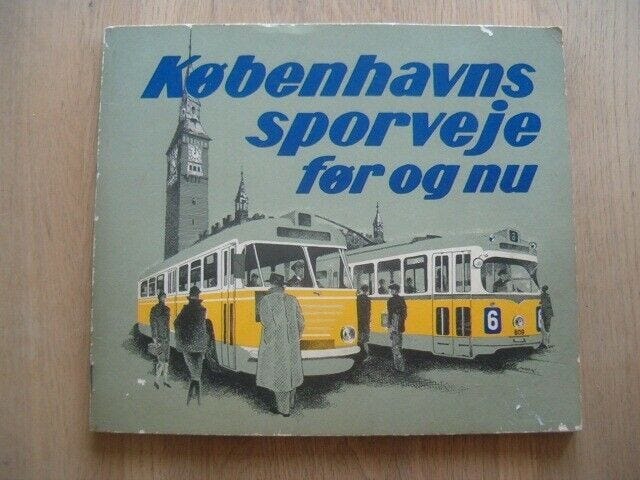 Københavns
sporveje
før og nu
6
6